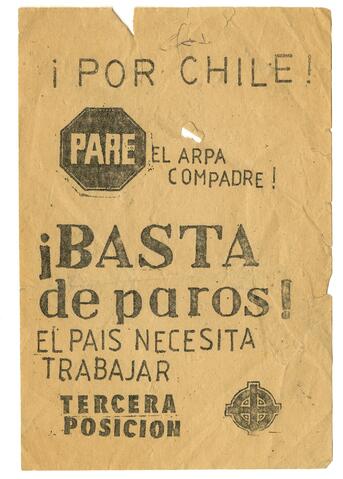 ¡POR CHILE!
PARE
EL ARPA
COMPADRE!
¡BASTA
de paros!
EL PAIS NECESITA
TRABAJAR
TERCERA
POSICION